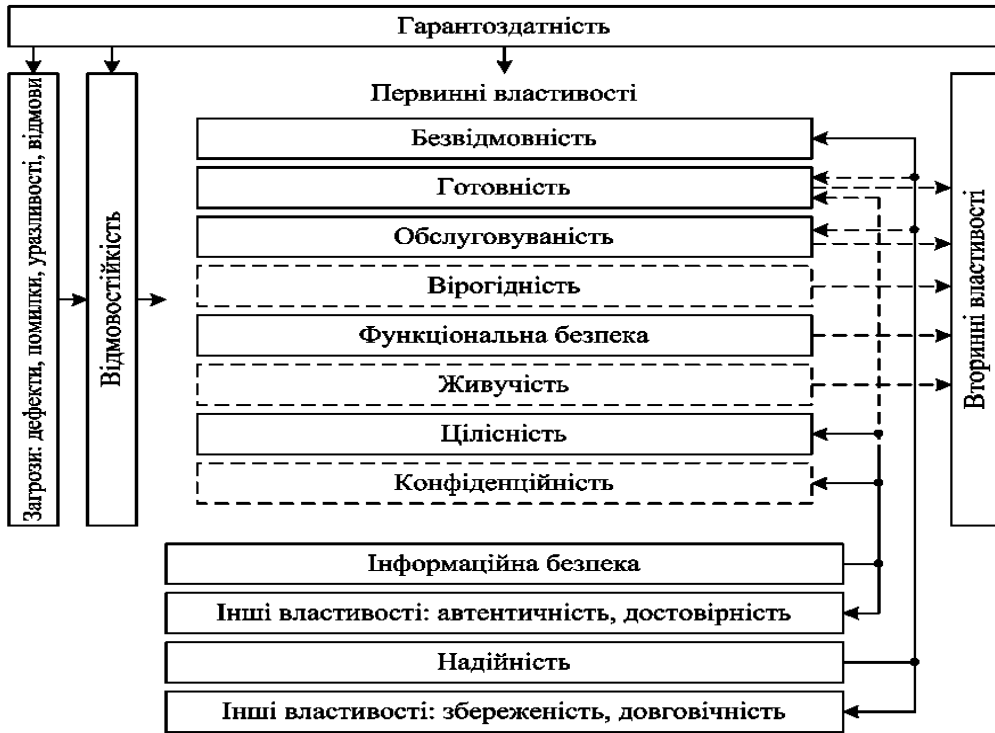 Гарантоздатність
Загрози: дефекти, помилки, уразливості, відмови
Відмовостійкість
Первинні властивості
Безвідмовність
Готовність
Обслуговуваність
Вірогідність
Функціональна безпека
Живучість
Цілісність
Конфіденційність
Вторинні властивості
Інформаційна безпека
Інші властивості: автентичність, достовірність
Надійність
Інші властивості: збереженість, довговічність